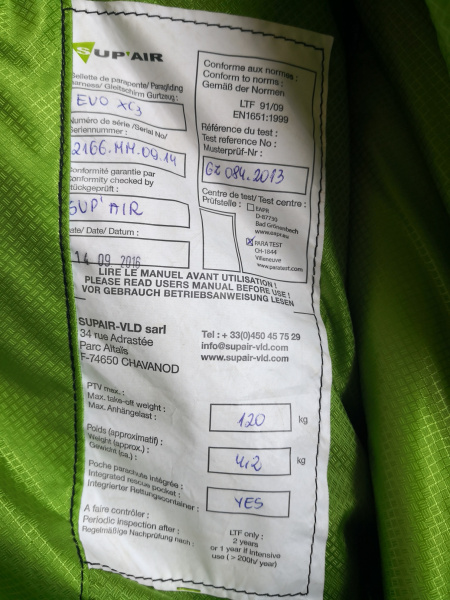 SUP'AIR
Sellette de parapente/ Paragliding
harness/ Gleitschirm Gurtzeug :
EVO XC3
Numéro de série /Serial No/
Seriennummer :
2166.MM.09.14
Conformité garantie par
Conformity checked by
Stückgeprüft :
SUP'AIR
Date/ Date/ Datum :
14 09 2016
Conforme aux normes :
Conform to norms :
Gemäß der Normen
LTF 91/09
EN1651:1999
Référence du test :
Test reference No :
Musterprüf-Nr :
GZ 084.2013
Centre de test/ Test centre :
Prüfstelle :
EAPR
D-87730
Bad Grönenbach
www.eapr.eu
PARA-TEST
CH-1844
Villeneuve
www.paratest.com
LIRE LE MANUEL AVANT UTILISATION !
PLEASE READ USERS MANUAL BEFORE USE !
VOR GEBRAUCH BETRIEBSANWEISUNG LESEN
SUPAIR-VLD sarl
34 rue Adrastée
Parc Altaïs
F-74650 CHAVANOD
Tel : + 33(0)450 45 75 29
info@supair-vld.com
www.supair-vld.com
PTV max. :
Max. take-off weight :
Max. Anhängelast :
120 kg
Poids (approximatif) :
Weight (approx.) :
Gewicht (ca.) :
4,2 kg
Poche parachute intégrée :
Integrated rescue pocket :
Integrierter Rettungscontainer :
YES
A faire contrôler :
Periodic inspection after :
Regelmäßige Nachprüfung nach :
LTF only :
2 years
or 1 year if intensive
use ( > 200h/ year)